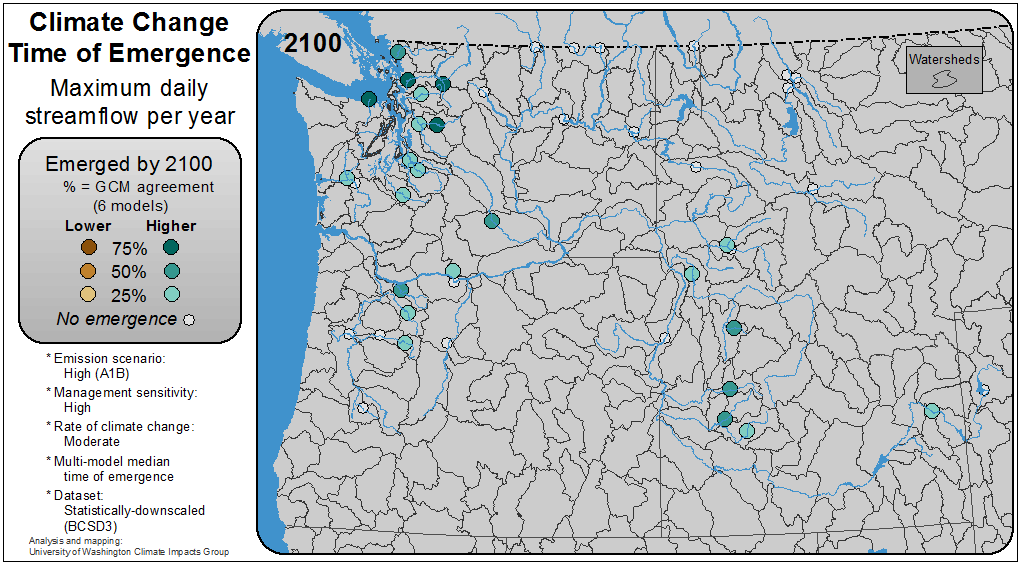 Climate Change
Time of Emergence
Maximum daily
streamflow per year
Emerged by 2100
% = GCM agreement
(6 models)
Lower Higher
75%
50%
25%
No emergence
* Emission scenario:
High (A1B)
* Management sensitivity:
High
* Rate of climate change:
Moderate
* Multi-model median
time of emergence
* Dataset:
Statistically-downscaled
(BCSD3)
Analysis and mapping:
University of Washington Climate Impacts Group
2100
Watersheds